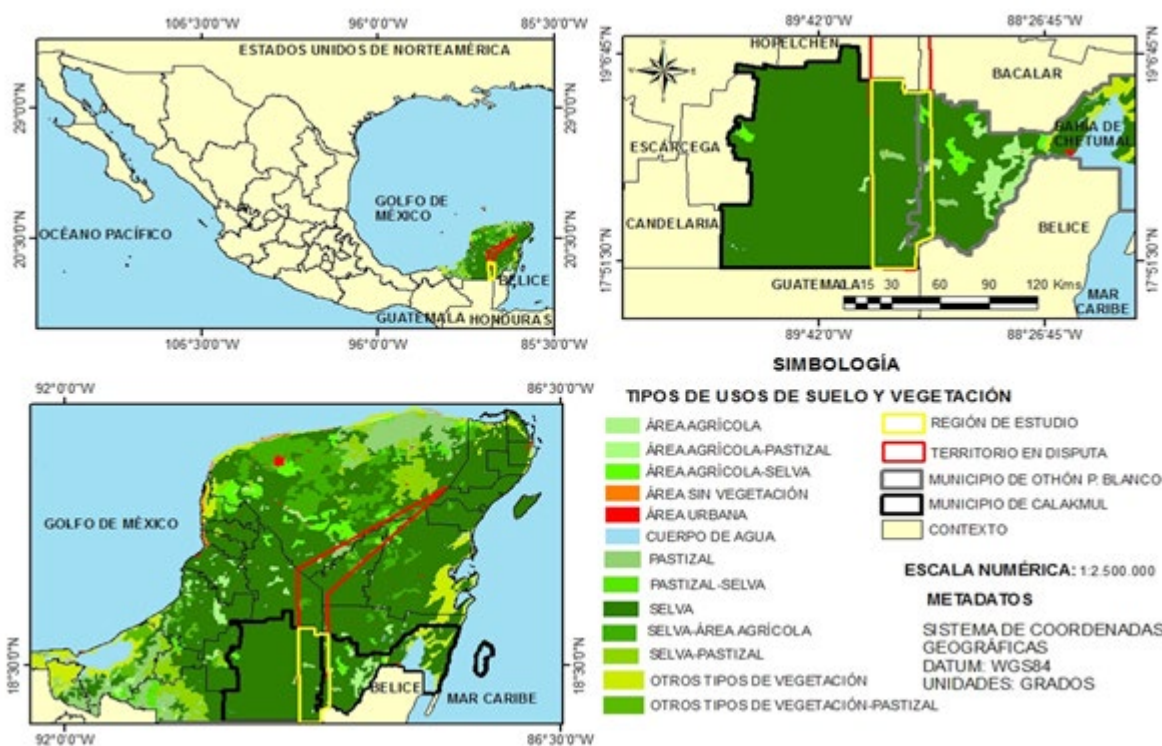 106°30'0"W 96°0'0"W 85°30'0"W
ESTADOS UNIDOS DE NORTEAMÉRICA
29°0'0"N
29°0'0"N
GOLFO DE
MÉXICO
OCÉANO PACÍFICO
20°30'0"N
20°30'0"N
BELICE
GUATEMALA
HONDURAS
106°30'0"W 96°0'0"W 85°30'0"W
89°42'0"W 88°26'45"W
19°6'45"N
19°6'45"N
HOPELCHEN
BACALAR
BAHÍA DE
CHETUMAL
ESCÁRCEGA
CANDELARIA
BELICE
17°51'30"N
17°51'30"N
GUATEMALA
0 15 30 60 90 120 Kms
MAR
CARIBE
89°42'0"W 88°26'45"W
92°0'0"W 86°30'0"W
GOLFO DE MÉXICO
18°30'0"N
18°30'0"N
BELICE
MAR CARIBE
92°0'0"W 86°30'0"W
SIMBOLOGÍA
TIPOS DE USOS DE SUELO Y VEGETACIÓN
ÁREA AGRÍCOLA
ÁREA AGRÍCOLA-PASTIZAL
ÁREA AGRÍCOLA-SELVA
ÁREA SIN VEGETACIÓN
ÁREA URBANA
CUERPO DE AGUA
PASTIZAL
PASTIZAL-SELVA
SELVA
SELVA-ÁREA AGRÍCOLA
SELVA-PASTIZAL
OTROS TIPOS DE VEGETACIÓN
OTROS TIPOS DE VEGETACIÓN-PASTIZAL
REGIÓN DE ESTUDIO
TERRITORIO EN DISPUTA
MUNICIPIO DE OTHÓN P. BLANCO
MUNICIPIO DE CALAKMUL
CONTEXTO
ESCALA NUMÉRICA: 1:2.500.000
METADATOS
SISTEMA DE COORDENADAS
GEOGRÁFICAS
DATUM: WGS84
UNIDADES: GRADOS